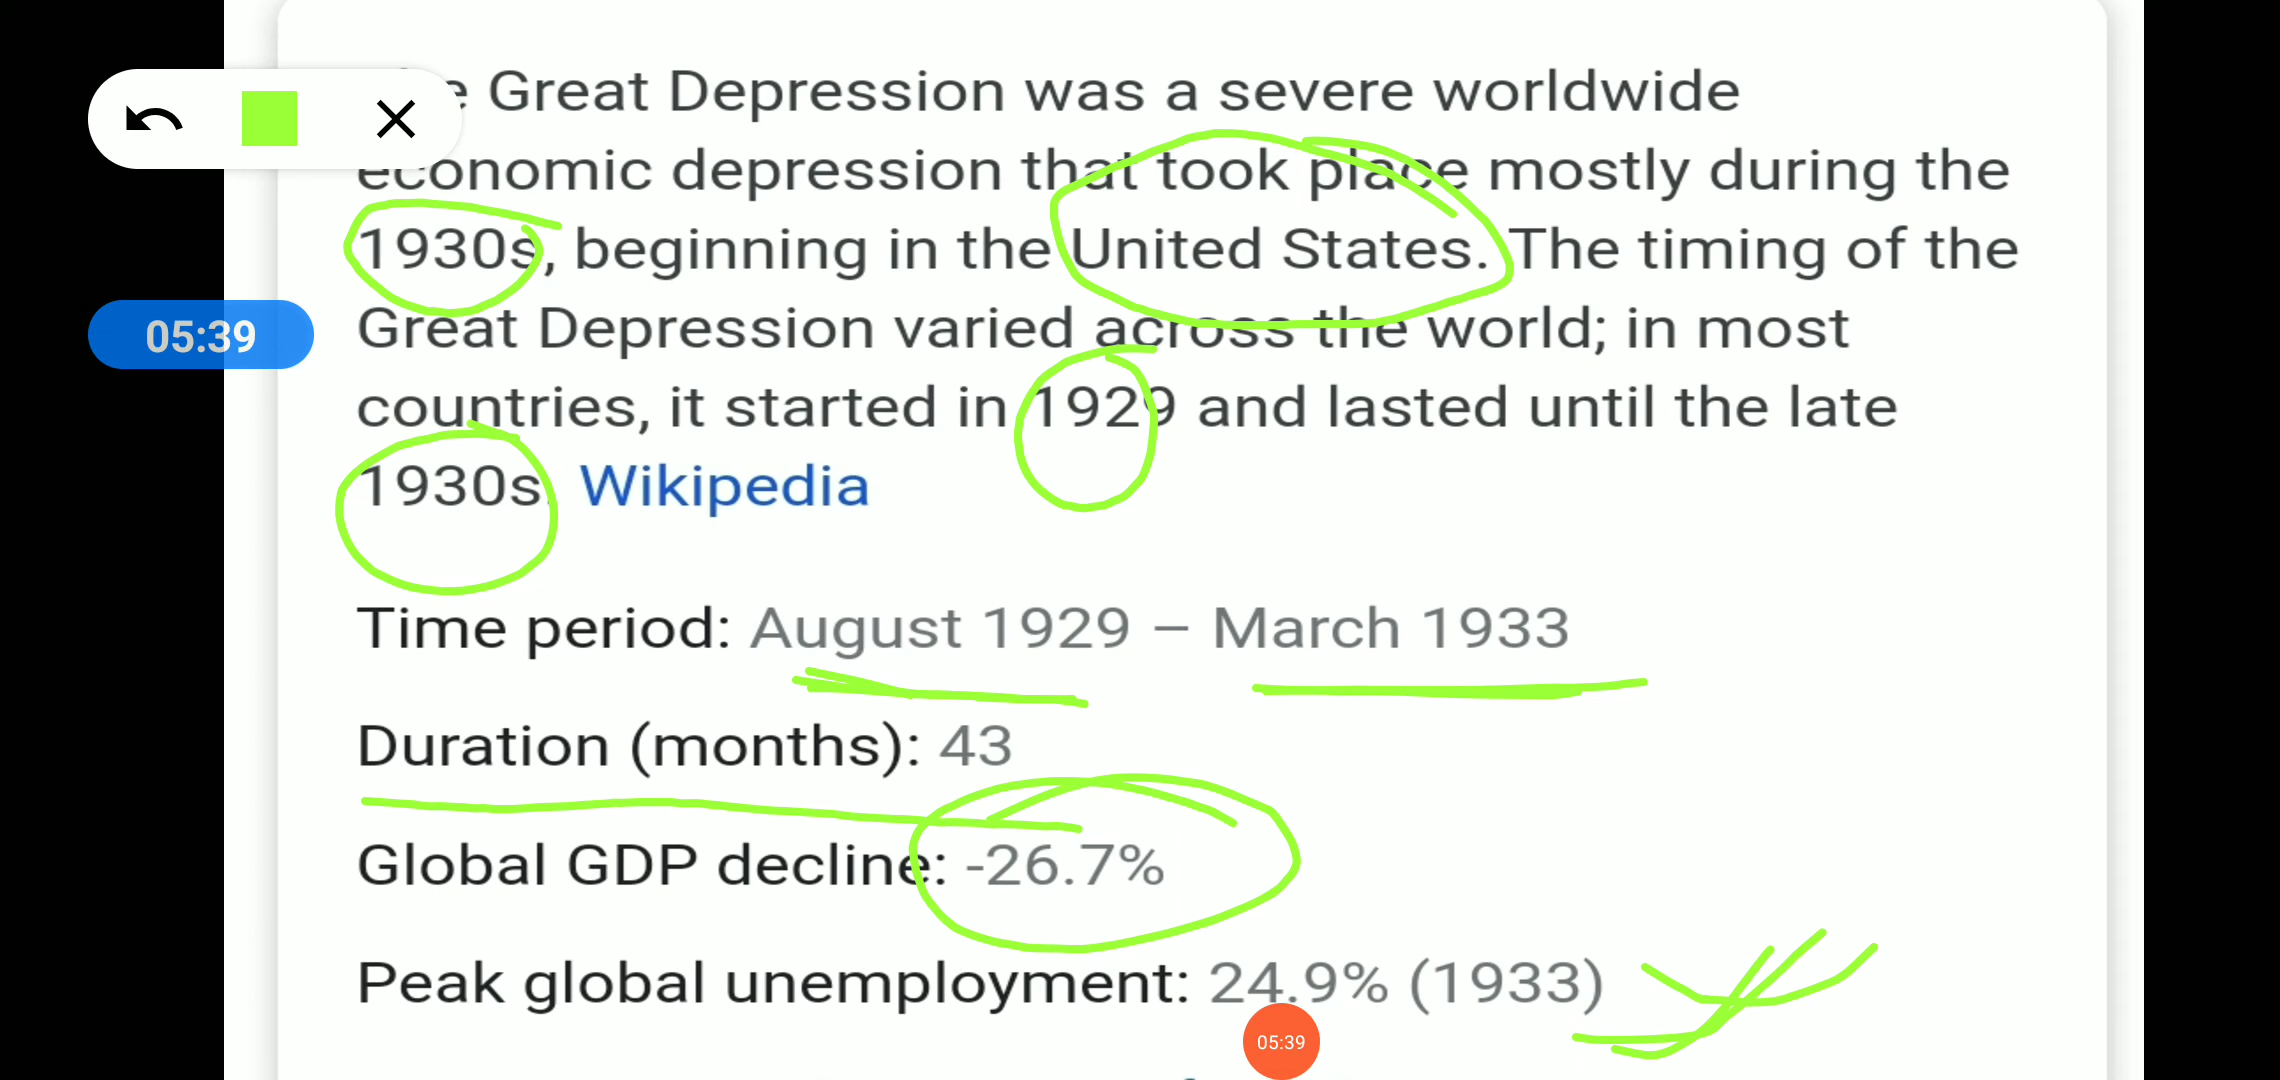 Great Depression was a severe worldwide
economic depression that took place mostly during the
1930s, beginning in the United States. The timing of the
05:39
Great Depression varied across the world; in most
countries, it started in 1929 and lasted until the late
1930s. Wikipedia
Time period: August 1929 – March 1933
Duration (months): 43
Global GDP decline: -26.7%
Peak global unemployment: 24.9% (1933)
05:39